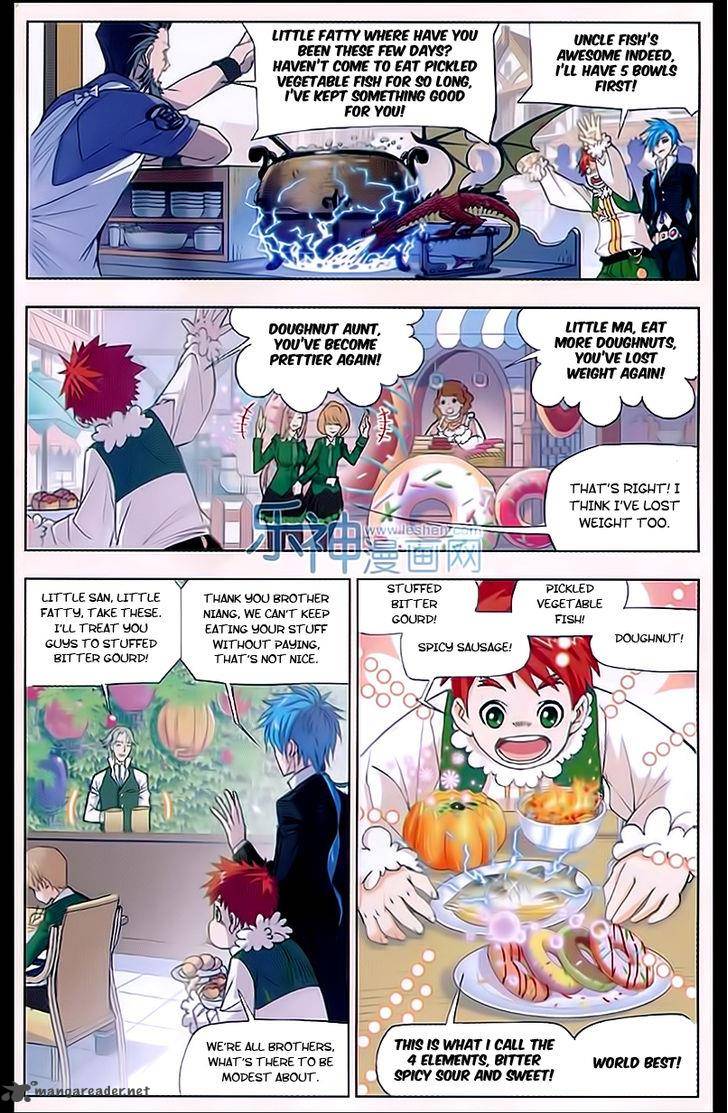 LITTLE FATTY WHERE HAVE YOU
BEEN THESE FEW DAYS?
HAVEN'T COME TO EAT PICKLED
VEGETABLE FISH FOR SO LONG,
I'VE KEPT SOMETHING GOOD
FOR YOU!
UNCLE FISH'S
AWESOME INDEED,
I'LL HAVE 5 BOWLS
FIRST!
DOUGHNUT AUNT,
YOU'VE BECOME
PRETTIER AGAIN!
LITTLE MA, EAT
MORE DOUGHNUTS,
YOU'VE LOST
WEIGHT AGAIN!
THAT'S RIGHT! I
THINK I'VE LOST
WEIGHT TOO.
乐神漫画网
www.leshen.com
LITTLE SAN, LITTLE
FATTY, TAKE THESE.
I'LL TREAT YOU
GUYS TO STUFFED
BITTER GOURD!
THANK YOU BROTHER
NIANG, WE CAN'T KEEP
EATING YOUR STUFF
WITHOUT PAYING,
THAT'S NOT NICE.
WE'RE ALL BROTHERS,
WHAT'S THERE TO BE
MODEST ABOUT.
STUFFED
BITTER
GOURD!
SPICY SAUSAGE!
PICKLED
VEGETABLE
FISH!
DOUGHNUT!
THIS IS WHAT I CALL THE
4 ELEMENTS, BITTER
SPICY SOUR AND SWEET!
WORLD BEST!
mangareader.net